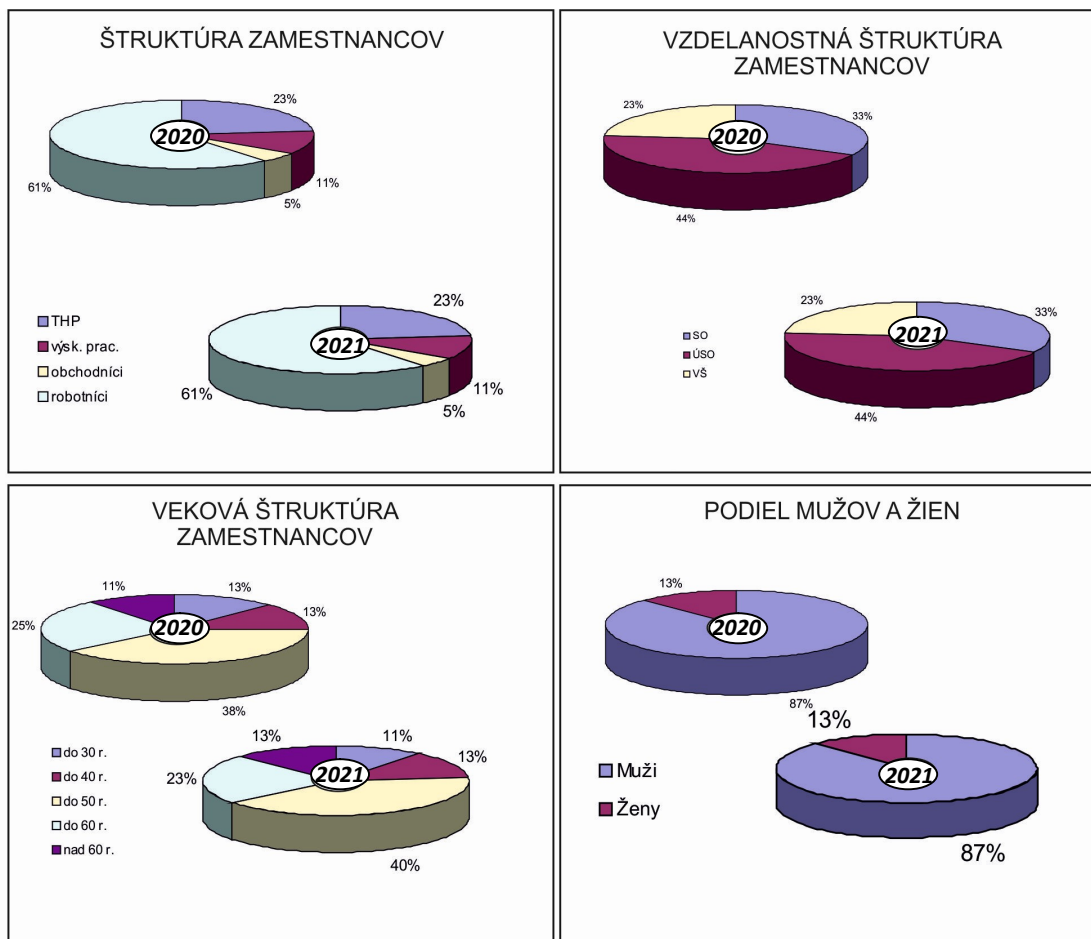 ŠTRUKTÚRA ZAMESTNANCOV
23%
2020
61%
11%
5%
23%
THP
výsk. prac.
obchodníci
robotníci
2021
61%
11%
5%
VZDELANOSTNÁ ŠTRUKTÚRA
ZAMESTNANCOV
23%
33%
2020
44%
23%
33%
SO
ÚSO
VŠ
2021
44%
VEKOVÁ ŠTRUKTÚRA
ZAMESTNANCOV
11%
13%
13%
25%
2020
38%
13%
11%
13%
do 30 r.
do 40 r.
do 50 r.
do 60 r.
nad 60 r.
23%
2021
40%
PODIEL MUŽOV A ŽIEN
13%
2020
87%
13%
Muži
Ženy
2021
87%